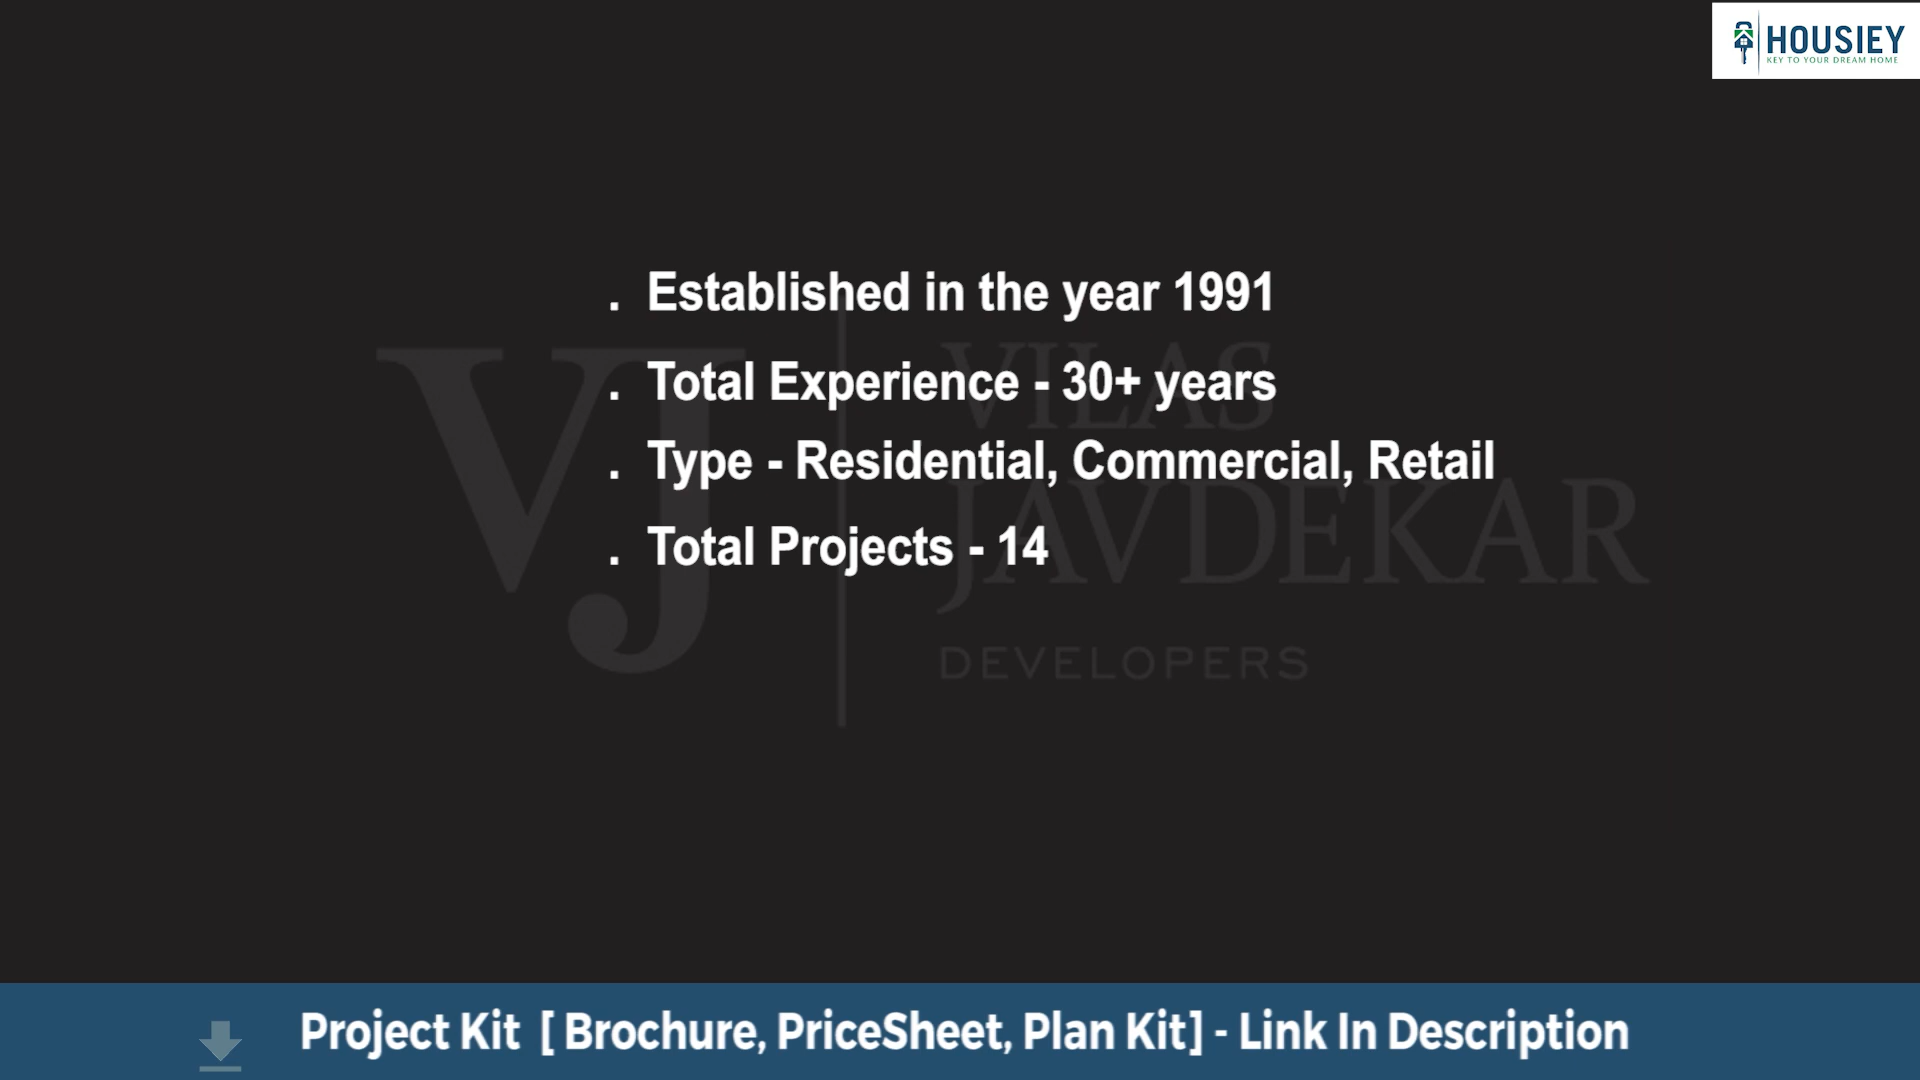 HOUSIEY
KEY TO YOUR DREAM HOME
. Established in the year 1991
. Total Experience - 30+ years
. Type - Residential, Commercial, Retail
. Total Projects - 14
VJ
VILAS
JAVDEKAR
DEVELOPERS
Project Kit [ Brochure, PriceSheet, Plan Kit] - Link In Description